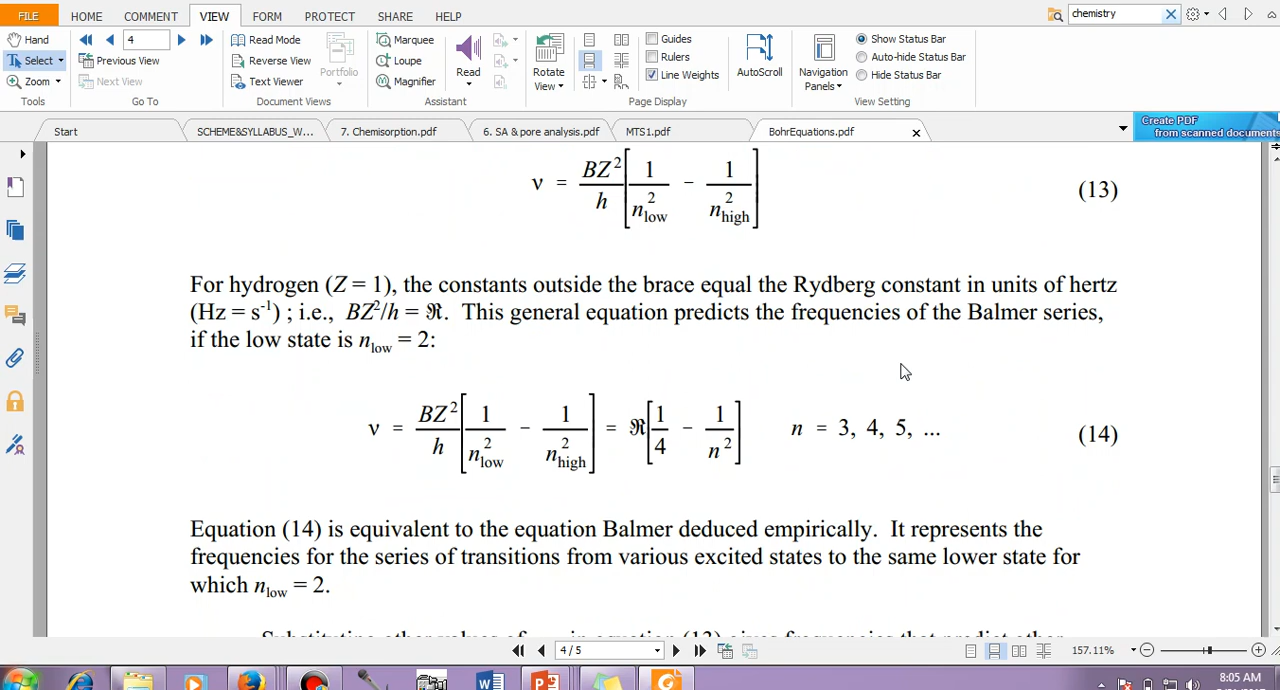 FILE HOME COMMENT VIEW FORM PROTECT SHARE HELP chemistry
Hand 4 Read Mode Marquee Guides Show Status Bar
Select Previous View Reverse View Loupe Rulers Auto-hide Status Bar
Zoom Next View Text Viewer Portfolio Magnifier Read Rotate View Line Weights AutoScroll Navigation Panels Hide Status Bar
Tools Go To Document Views Assistant Page Display View Setting
Start SCHEME&SYLLABUS_W... 7. Chemisorption.pdf 6. SA & pore analysis.pdf MTS1.pdf BohrEquations.pdf Create PDF
from scanned documents
ν = BZ²/h [1/n²low − 1/n²high] (13)
For hydrogen (Z = 1), the constants outside the brace equal the Rydberg constant in units of hertz
(Hz = s⁻¹) ; i.e., BZ²/h = ℜ. This general equation predicts the frequencies of the Balmer series,
if the low state is nlow = 2:
ν = BZ²/h [1/n²low − 1/n²high] = ℜ[1/4 − 1/n²] n = 3, 4, 5, ... (14)
Equation (14) is equivalent to the equation Balmer deduced empirically. It represents the
frequencies for the series of transitions from various excited states to the same lower state for
which nlow = 2.
4 / 5 157.11%
8:05 AM